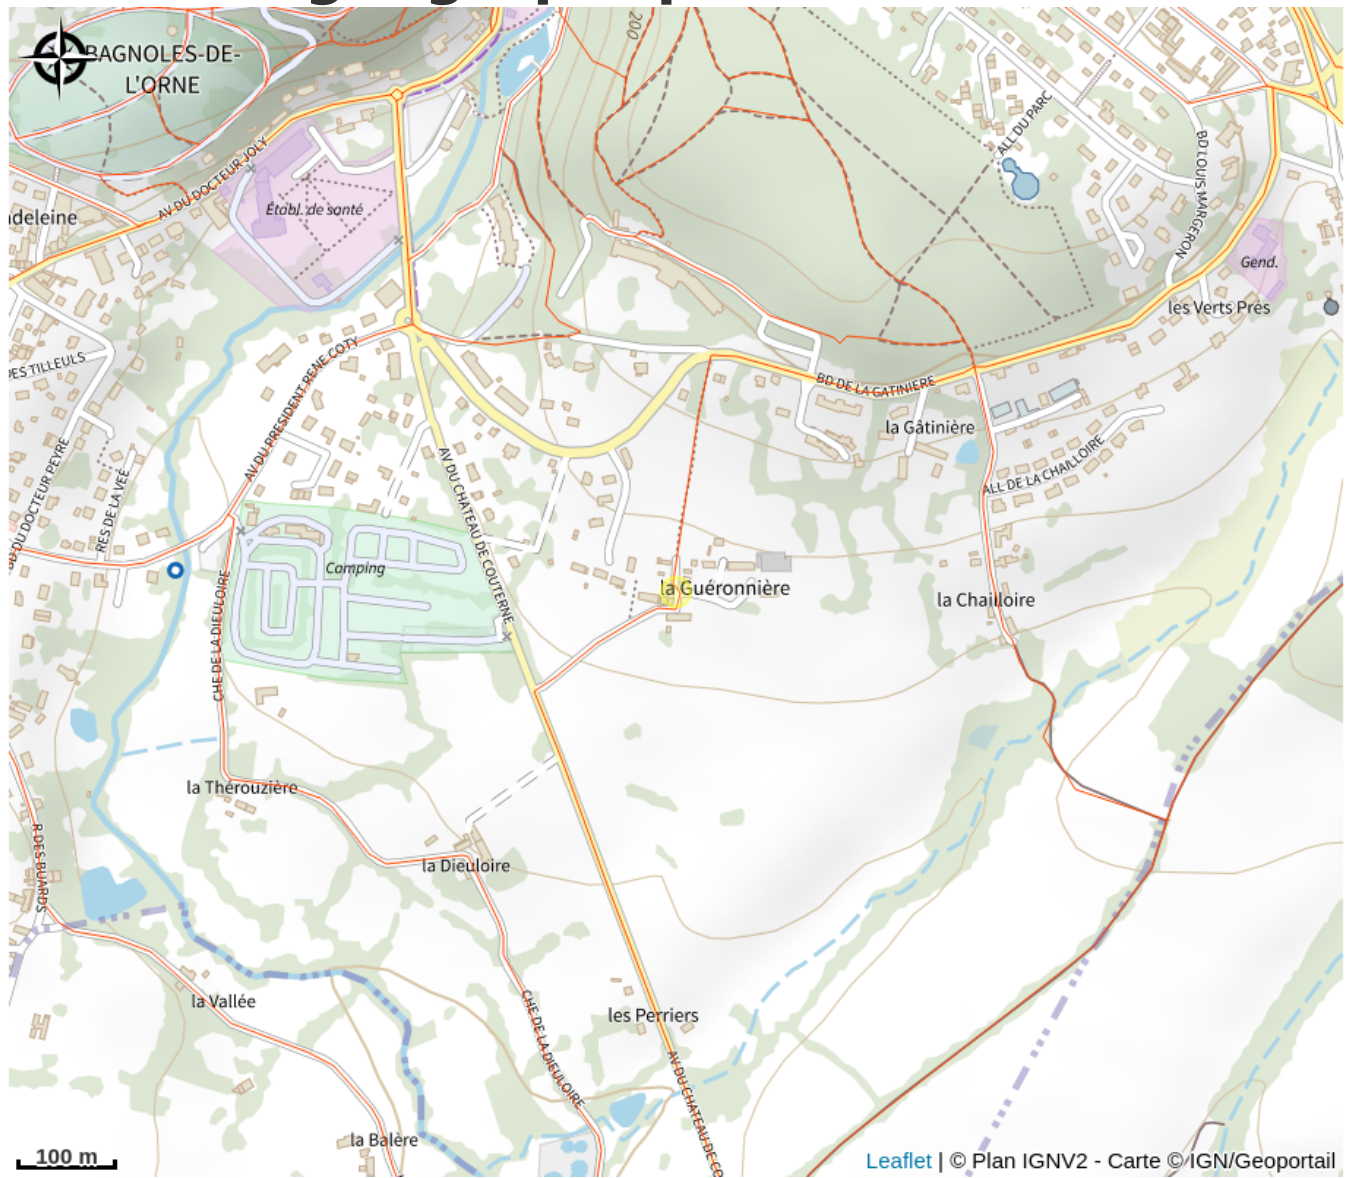 BAGNOLES-DE-
L'ORNE
200
ALL DU PARC
BD LOUIS MARGERON
AV DU DOCTEUR JOLY
Établ. de santé
adeleine
Gend.
les Verts Prés
DES TILLEULS
AV DU PRESIDENT RENE COTY
BD DE LA GATINIERE
la Gâtinière
BD DU DOCTEUR PEYRE
RES DE LA VEÈ
AV DU CHATEAU DE COUTERNE
ALL DE LA CHAILLOIRE
Camping
CHE DE LA DIEULOIRE
la Guéronnière
la Chailloire
la Thérouzière
R DES BUARDS
la Dieuloire
la Vallée
les Perriers
CHE DE LA DIEULOIRE
AV DU CHATEAU DE CO
la Balère
100 m
Leaflet | © Plan IGNV2 - Carte © IGN/Geoportail